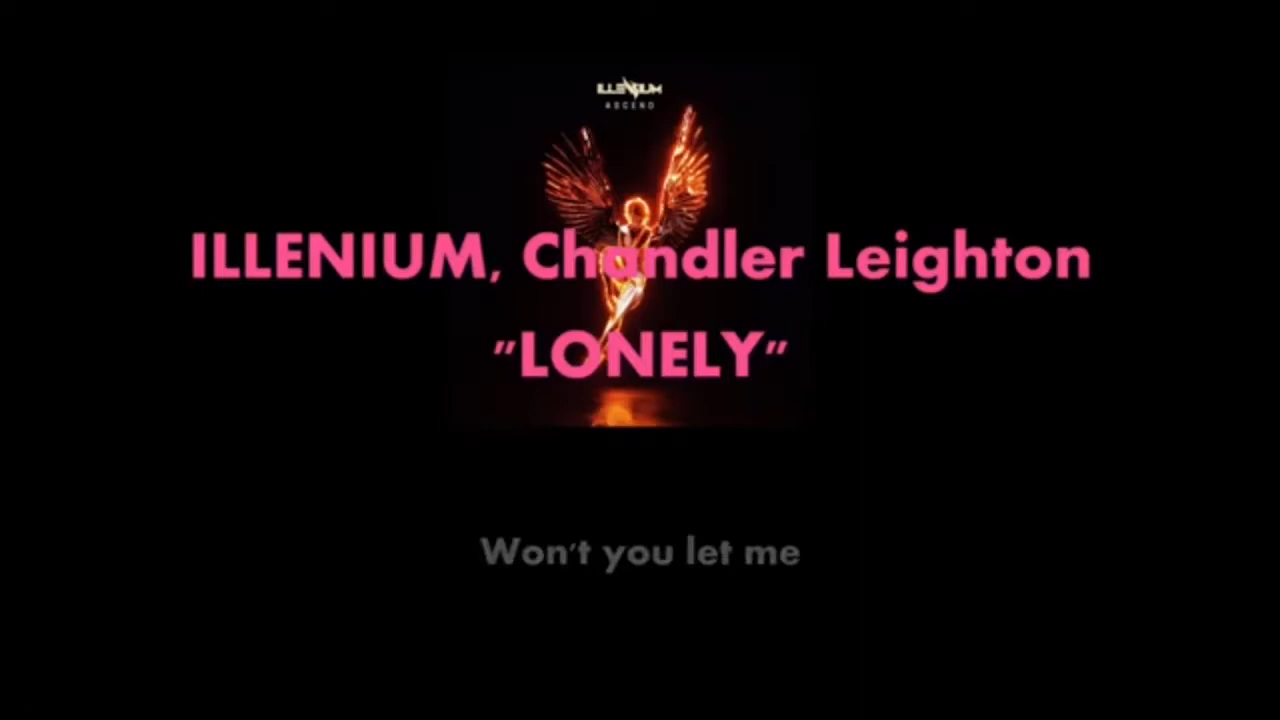 ILLENIUM
ASCEND
ILLENIUM, Chandler Leighton
"LONELY"
Won't you let me